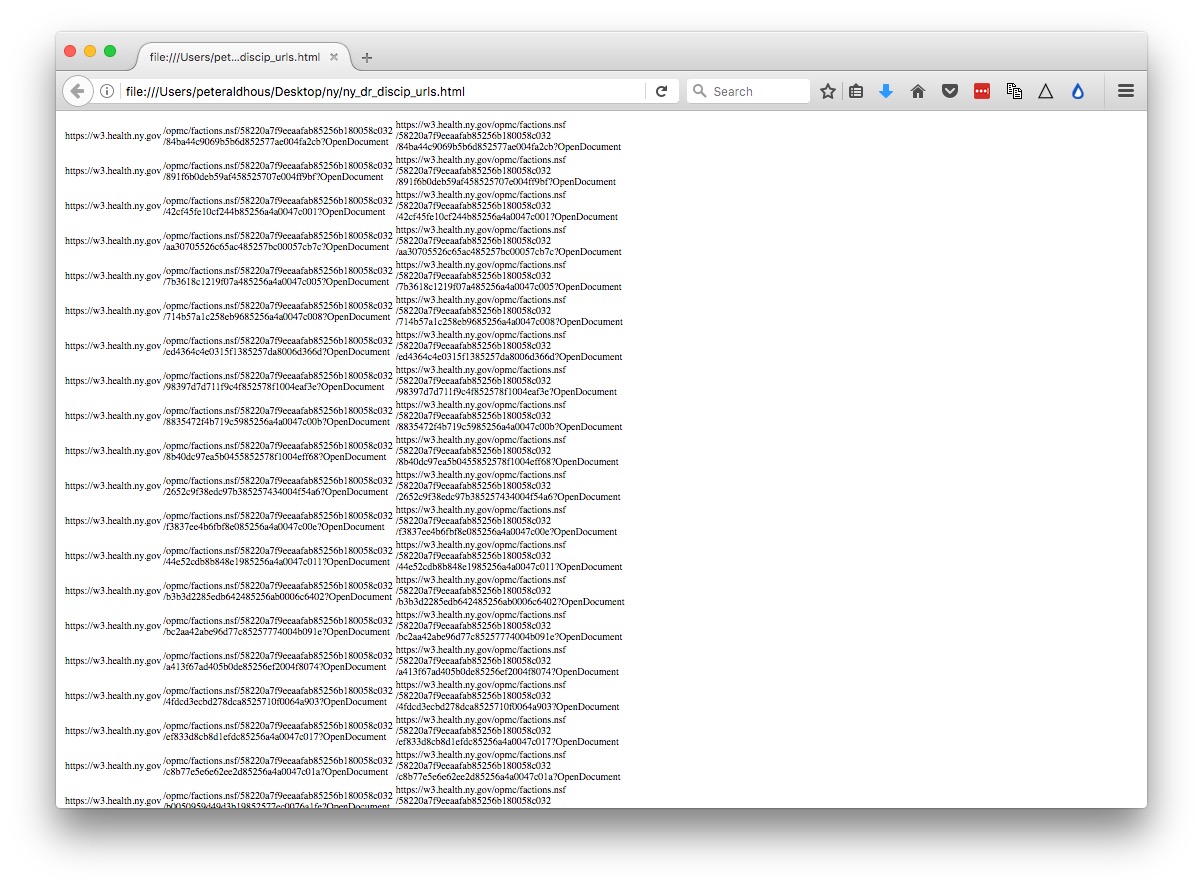 file:///Users/pet...discip_urls.html
file:///Users/peteraldhous/Desktop/ny/ny_dr_discip_urls.html
Search
https://w3.health.ny.gov /opmc/factions.nsf/58220a7f9eeaafab85256b180058c032 /84ba44c9069b5b6d852577ae004fa2cb?OpenDocument https://w3.health.ny.gov/opmc/factions.nsf /58220a7f9eeaafab85256b180058c032 /84ba44c9069b5b6d852577ae004fa2cb?OpenDocument
https://w3.health.ny.gov /opmc/factions.nsf/58220a7f9eeaafab85256b180058c032 /891f6b0deb59af458525707e004ff9bf?OpenDocument https://w3.health.ny.gov/opmc/factions.nsf /58220a7f9eeaafab85256b180058c032 /891f6b0deb59af458525707e004ff9bf?OpenDocument
https://w3.health.ny.gov /opmc/factions.nsf/58220a7f9eeaafab85256b180058c032 /42cf45fe10cf244b85256a4a0047c001?OpenDocument https://w3.health.ny.gov/opmc/factions.nsf /58220a7f9eeaafab85256b180058c032 /42cf45fe10cf244b85256a4a0047c001?OpenDocument
https://w3.health.ny.gov /opmc/factions.nsf/58220a7f9eeaafab85256b180058c032 /aa30705526c65ac485257bc00057cb7c?OpenDocument https://w3.health.ny.gov/opmc/factions.nsf /58220a7f9eeaafab85256b180058c032 /aa30705526c65ac485257bc00057cb7c?OpenDocument
https://w3.health.ny.gov /opmc/factions.nsf/58220a7f9eeaafab85256b180058c032 /7b3618c1219f07a485256a4a0047c005?OpenDocument https://w3.health.ny.gov/opmc/factions.nsf /58220a7f9eeaafab85256b180058c032 /7b3618c1219f07a485256a4a0047c005?OpenDocument
https://w3.health.ny.gov /opmc/factions.nsf/58220a7f9eeaafab85256b180058c032 /714b57a1c258eb9685256a4a0047c008?OpenDocument https://w3.health.ny.gov/opmc/factions.nsf /58220a7f9eeaafab85256b180058c032 /714b57a1c258eb9685256a4a0047c008?OpenDocument
https://w3.health.ny.gov /opmc/factions.nsf/58220a7f9eeaafab85256b180058c032 /ed4364c4e0315f1385257da8006d366d?OpenDocument https://w3.health.ny.gov/opmc/factions.nsf /58220a7f9eeaafab85256b180058c032 /ed4364c4e0315f1385257da8006d366d?OpenDocument
https://w3.health.ny.gov /opmc/factions.nsf/58220a7f9eeaafab85256b180058c032 /98397d7d711f9c4f852578f1004eaf3e?OpenDocument https://w3.health.ny.gov/opmc/factions.nsf /58220a7f9eeaafab85256b180058c032 /98397d7d711f9c4f852578f1004eaf3e?OpenDocument
https://w3.health.ny.gov /opmc/factions.nsf/58220a7f9eeaafab85256b180058c032 /8835472f4b719c5985256a4a0047c00b?OpenDocument https://w3.health.ny.gov/opmc/factions.nsf /58220a7f9eeaafab85256b180058c032 /8835472f4b719c5985256a4a0047c00b?OpenDocument
https://w3.health.ny.gov /opmc/factions.nsf/58220a7f9eeaafab85256b180058c032 /8b40dc97ea5b0455852578f1004eff68?OpenDocument https://w3.health.ny.gov/opmc/factions.nsf /58220a7f9eeaafab85256b180058c032 /8b40dc97ea5b0455852578f1004eff68?OpenDocument
https://w3.health.ny.gov /opmc/factions.nsf/58220a7f9eeaafab85256b180058c032 /2652c9f38edc97b385257434004f54a6?OpenDocument https://w3.health.ny.gov/opmc/factions.nsf /58220a7f9eeaafab85256b180058c032 /2652c9f38edc97b385257434004f54a6?OpenDocument
https://w3.health.ny.gov /opmc/factions.nsf/58220a7f9eeaafab85256b180058c032 /f3837ee4b6fbf8e085256a4a0047c00e?OpenDocument https://w3.health.ny.gov/opmc/factions.nsf /58220a7f9eeaafab85256b180058c032 /f3837ee4b6fbf8e085256a4a0047c00e?OpenDocument
https://w3.health.ny.gov /opmc/factions.nsf/58220a7f9eeaafab85256b180058c032 /44e52cdb8b848e1985256a4a0047c011?OpenDocument https://w3.health.ny.gov/opmc/factions.nsf /58220a7f9eeaafab85256b180058c032 /44e52cdb8b848e1985256a4a0047c011?OpenDocument
https://w3.health.ny.gov /opmc/factions.nsf/58220a7f9eeaafab85256b180058c032 /b3b3d2285edb642485256ab0006c6402?OpenDocument https://w3.health.ny.gov/opmc/factions.nsf /58220a7f9eeaafab85256b180058c032 /b3b3d2285edb642485256ab0006c6402?OpenDocument
https://w3.health.ny.gov /opmc/factions.nsf/58220a7f9eeaafab85256b180058c032 /bc2aa42abe96d77c85257774004b091e?OpenDocument https://w3.health.ny.gov/opmc/factions.nsf /58220a7f9eeaafab85256b180058c032 /bc2aa42abe96d77c85257774004b091e?OpenDocument
https://w3.health.ny.gov /opmc/factions.nsf/58220a7f9eeaafab85256b180058c032 /a413f67ad405b0de85256ef2004f8074?OpenDocument https://w3.health.ny.gov/opmc/factions.nsf /58220a7f9eeaafab85256b180058c032 /a413f67ad405b0de85256ef2004f8074?OpenDocument
https://w3.health.ny.gov /opmc/factions.nsf/58220a7f9eeaafab85256b180058c032 /4fdcd3ecbd278dca8525710f0064a903?OpenDocument https://w3.health.ny.gov/opmc/factions.nsf /58220a7f9eeaafab85256b180058c032 /4fdcd3ecbd278dca8525710f0064a903?OpenDocument
https://w3.health.ny.gov /opmc/factions.nsf/58220a7f9eeaafab85256b180058c032 /ef833d8cb8d1efdc85256a4a0047c017?OpenDocument https://w3.health.ny.gov/opmc/factions.nsf /58220a7f9eeaafab85256b180058c032 /ef833d8cb8d1efdc85256a4a0047c017?OpenDocument
https://w3.health.ny.gov /opmc/factions.nsf/58220a7f9eeaafab85256b180058c032 /c8b77e5e6e62ee2d85256a4a0047c01a?OpenDocument https://w3.health.ny.gov/opmc/factions.nsf /58220a7f9eeaafab85256b180058c032 /c8b77e5e6e62ee2d85256a4a0047c01a?OpenDocument
https://w3.health.ny.gov /opmc/factions.nsf/58220a7f9eeaafab85256b180058c032 https://w3.health.ny.gov/opmc/factions.nsf /58220a7f9eeaafab85256b180058c032